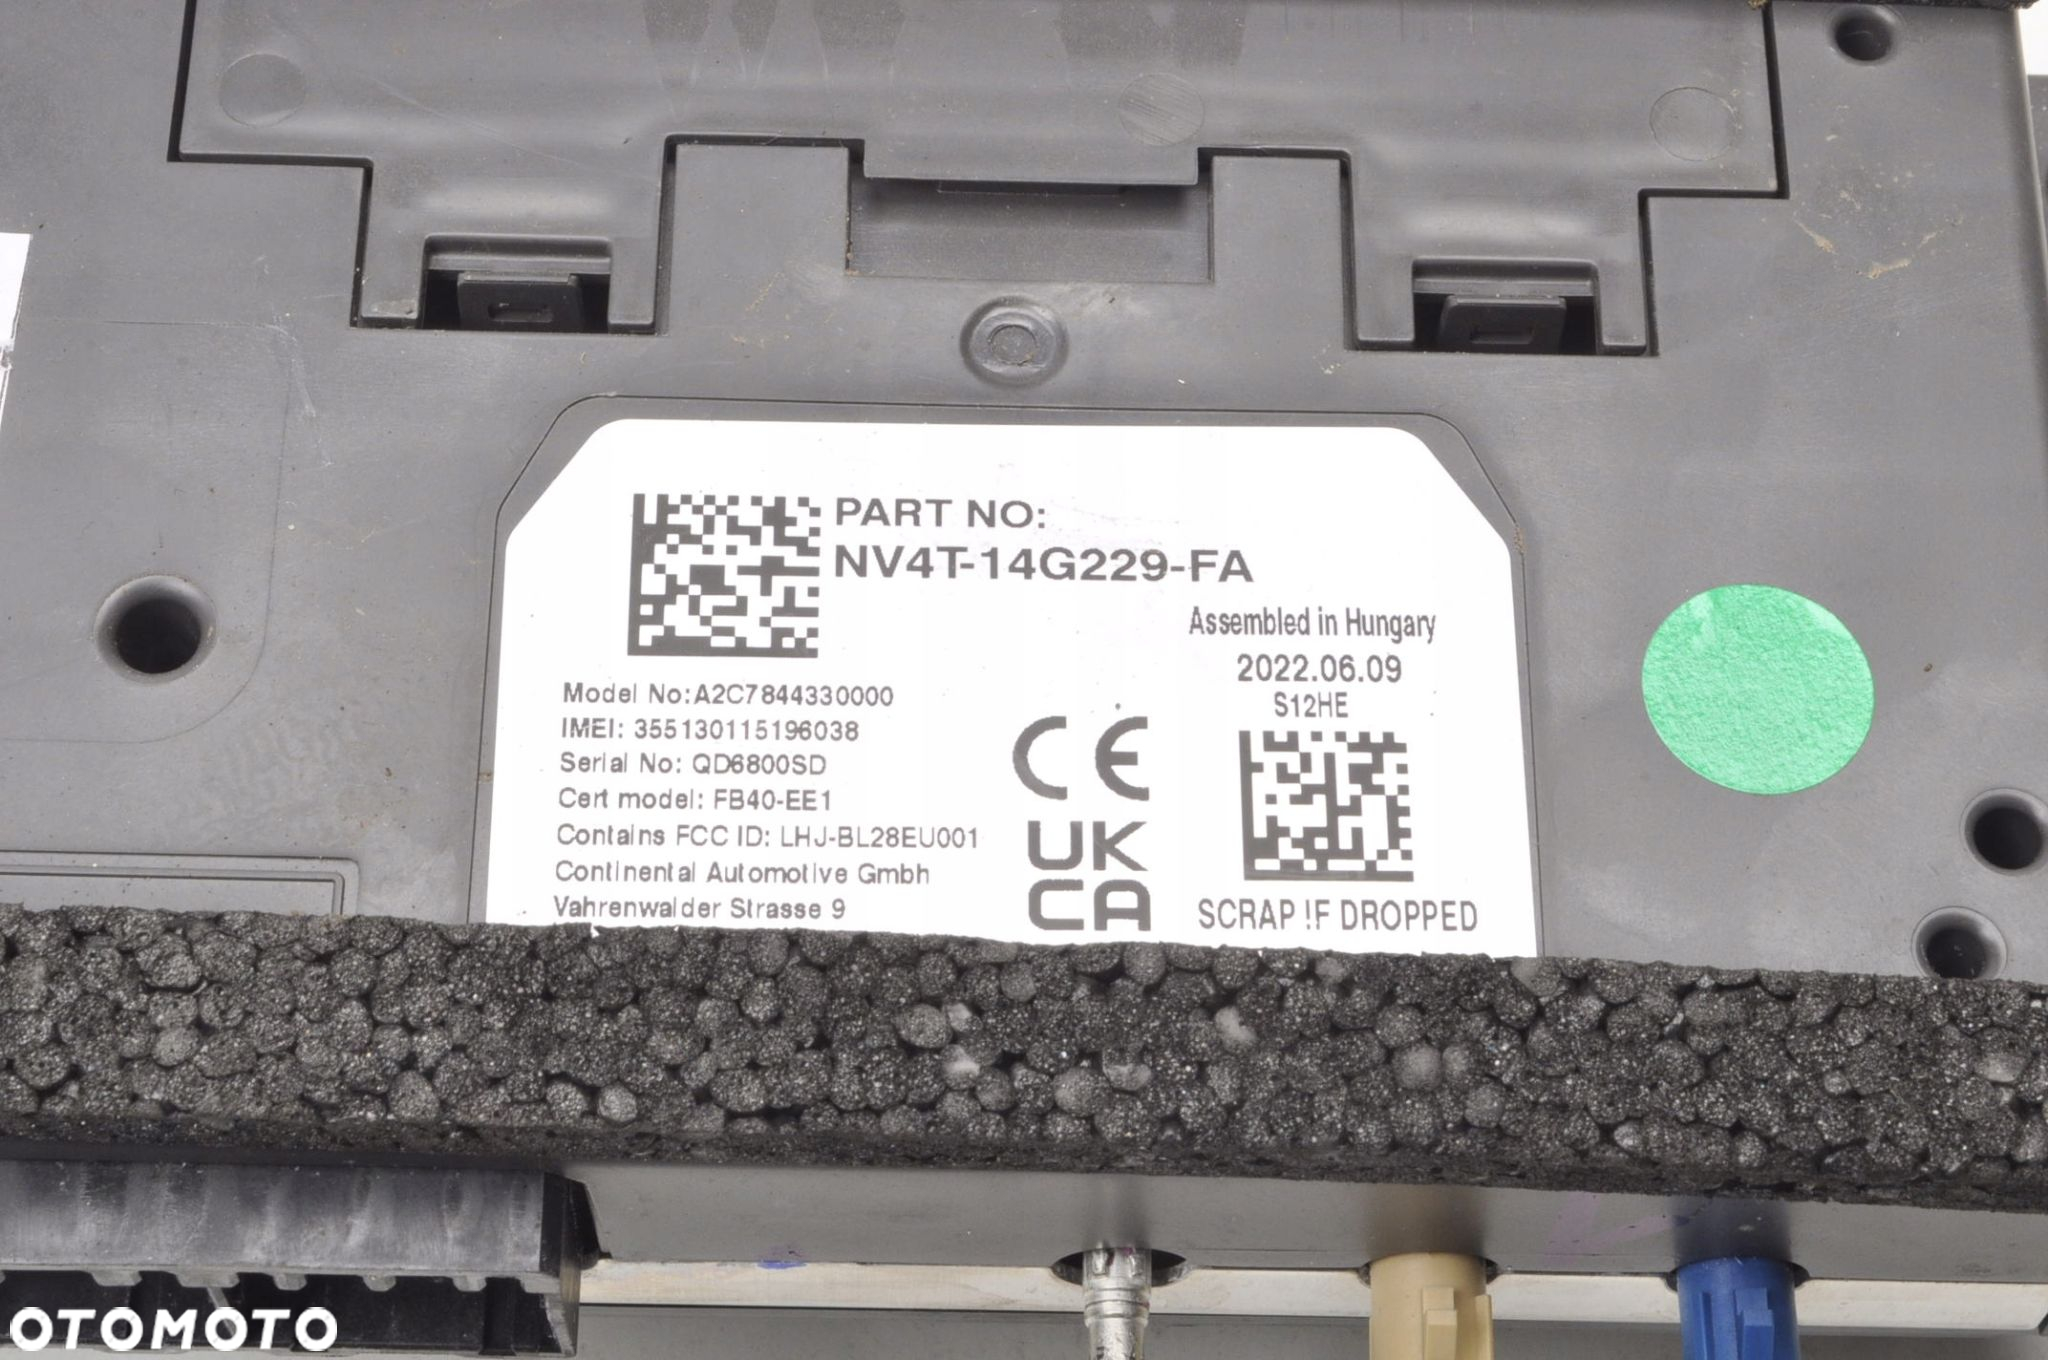 PART NO:
NV4T-14G229-FA
Assembled in Hungary
2022.06.09
S12HE
Model No:A2C7844330000
IMEI: 355130115196038
Serial No: QD6800SD
Cert model: FB40-EE1
Contains FCC ID: LHJ-BL28EU001
Continental Automotive Gmbh
Vahrenwalder Strasse 9
CE
UK
CA
SCRAP !F DROPPED
OTOMOTO